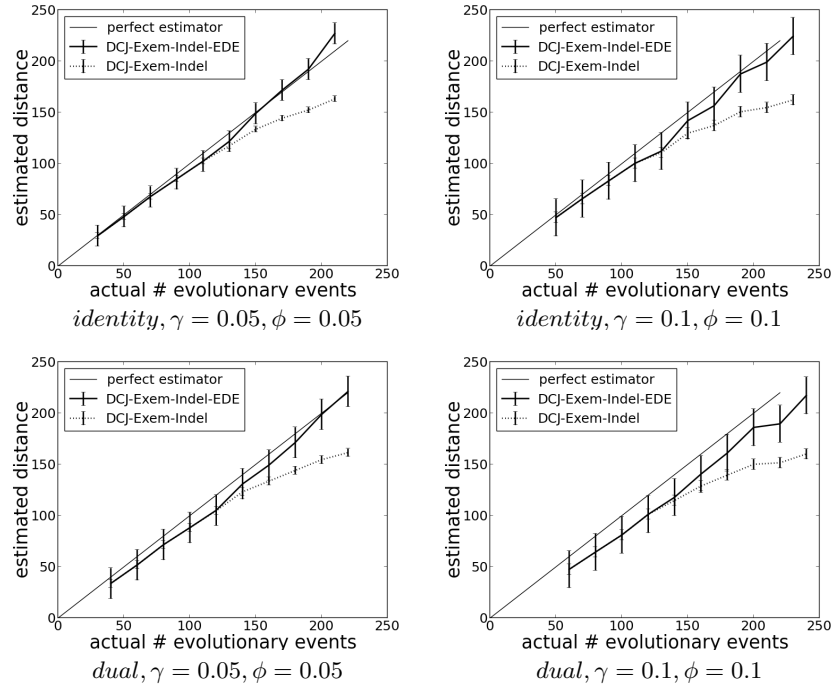 250
200
150
100
50
0
estimated distance
perfect estimator
DCJ-Exem-Indel-EDE
DCJ-Exem-Indel
0 50 100 150 200 250
actual # evolutionary events
identity, γ = 0.05, ϕ = 0.05
250
200
150
100
50
0
estimated distance
perfect estimator
DCJ-Exem-Indel-EDE
DCJ-Exem-Indel
0 50 100 150 200 250
actual # evolutionary events
identity, γ = 0.1, ϕ = 0.1
250
200
150
100
50
0
estimated distance
perfect estimator
DCJ-Exem-Indel-EDE
DCJ-Exem-Indel
0 50 100 150 200 250
actual # evolutionary events
dual, γ = 0.05, ϕ = 0.05
250
200
150
100
50
0
estimated distance
perfect estimator
DCJ-Exem-Indel-EDE
DCJ-Exem-Indel
0 50 100 150 200 250
actual # evolutionary events
dual, γ = 0.1, ϕ = 0.1